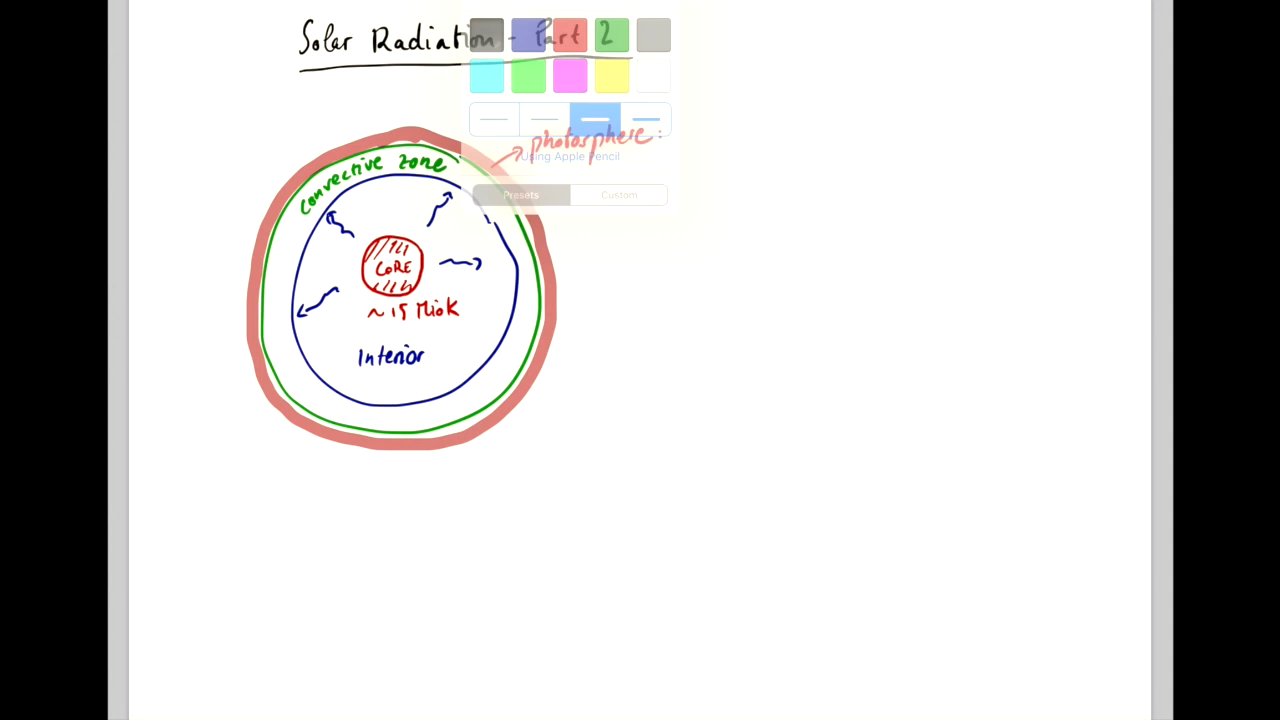 Solar Radiation - Part 2
photosphere:
Using Apple Pencil
Presets
Custom
convective zone
CORE
~ 15 MioK
Interior